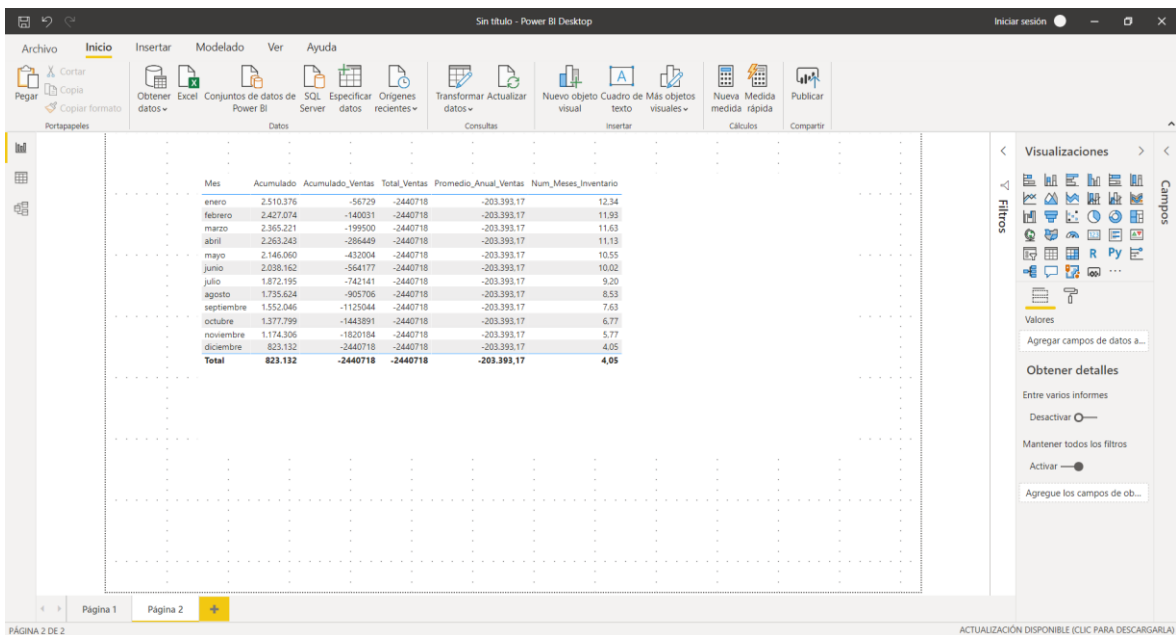 Sin título - Power BI Desktop
Iniciar sesión
Archivo Inicio Insertar Modelado Ver Ayuda
Pegar
Cortar
Copia
Copiar formato
Portapapeles
Obtener datos
Excel
Conjuntos de datos de Power BI
SQL Server
Especificar datos
Orígenes recientes
Datos
Transformar datos
Actualizar
Consultas
Nuevo objeto visual
Cuadro de texto
Más objetos visuales
Insertar
Nueva medida
Medida rápida
Cálculos
Publicar
Compartir
Mes Acumulado Acumulado_Ventas Total_Ventas Promedio_Anual_Ventas Num_Meses_Inventario
enero 2.510.376 -56729 -2440718 -203.393,17 12,34
febrero 2.427.074 -140031 -2440718 -203.393,17 11,93
marzo 2.365.221 -199500 -2440718 -203.393,17 11,63
abril 2.263.243 -286449 -2440718 -203.393,17 11,13
mayo 2.146.060 -432004 -2440718 -203.393,17 10,55
junio 2.038.162 -564177 -2440718 -203.393,17 10,02
julio 1.872.195 -742141 -2440718 -203.393,17 9,20
agosto 1.735.624 -905706 -2440718 -203.393,17 8,53
septiembre 1.552.046 -1125044 -2440718 -203.393,17 7,63
octubre 1.377.799 -1443891 -2440718 -203.393,17 6,77
noviembre 1.174.306 -1820184 -2440718 -203.393,17 5,77
diciembre 823.132 -2440718 -2440718 -203.393,17 4,05
Total 823.132 -2440718 -2440718 -203.393,17 4,05
Filtros
Visualizaciones
R Py
Valores
Agregar campos de datos a...
Obtener detalles
Entre varios informes
Desactivar
Mantener todos los filtros
Activar
Agregue los campos de ob...
Campos
Página 1 Página 2 +
PÁGINA 2 DE 2
ACTUALIZACIÓN DISPONIBLE (CLIC PARA DESCARGARLA)